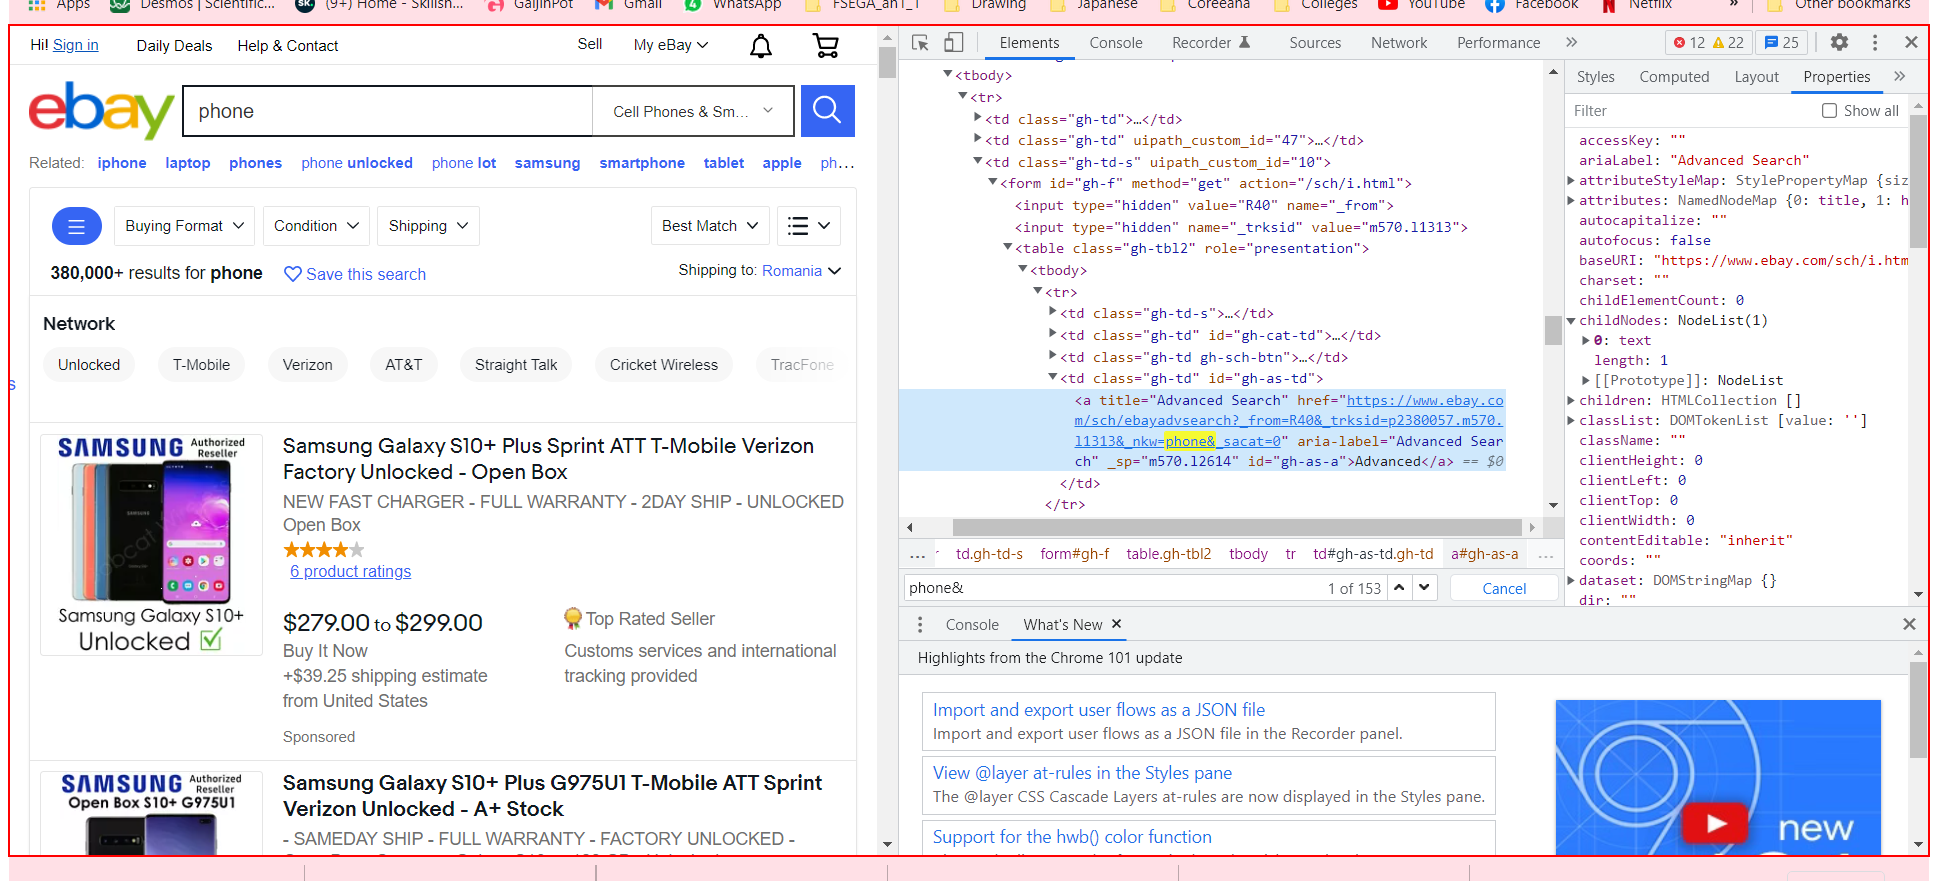 Apps
Desmos | Scientific...
(9+) Home - Skillsh...
GaijinPot
Gmail
WhatsApp
FSEGA_an1_1
Drawing
Japanese
Coreeana
Colleges
YouTube
Facebook
Netflix
»
Other bookmarks
Hi! Sign in
Daily Deals
Help & Contact
Sell
My eBay
ebay
phone
Cell Phones & Sm...
Related: iphone laptop phones phone unlocked phone lot samsung smartphone tablet apple ph...
Buying Format
Condition
Shipping
Best Match
380,000+ results for phone
Save this search
Shipping to: Romania
Network
Unlocked
T-Mobile
Verizon
AT&T
Straight Talk
Cricket Wireless
TracFone
s
SAMSUNG Authorized Reseller
Samsung Galaxy S10+
Unlocked
Samsung Galaxy S10+ Plus Sprint ATT T-Mobile Verizon
Factory Unlocked - Open Box
NEW FAST CHARGER - FULL WARRANTY - 2DAY SHIP - UNLOCKED
Open Box
6 product ratings
$279.00 to $299.00
Buy It Now
+$39.25 shipping estimate
from United States
Top Rated Seller
Customs services and international
tracking provided
Sponsored
SAMSUNG Authorized Reseller
Open Box S10+ G975U1
Samsung Galaxy S10+ Plus G975U1 T-Mobile ATT Sprint
Verizon Unlocked - A+ Stock
- SAMEDAY SHIP - FULL WARRANTY - FACTORY UNLOCKED -
Elements
Console
Recorder
Sources
Network
Performance
»
12
22
25
<tbody>
<tr>
<td class="gh-td">…</td>
<td class="gh-td" uipath_custom_id="47">…</td>
<td class="gh-td-s" uipath_custom_id="10">
<form id="gh-f" method="get" action="/sch/i.html">
<input type="hidden" value="R40" name="_from">
<input type="hidden" name="_trksid" value="m570.l1313">
<table class="gh-tbl2" role="presentation">
<tbody>
<tr>
<td class="gh-td-s">…</td>
<td class="gh-td" id="gh-cat-td">…</td>
<td class="gh-td gh-sch-btn">…</td>
<td class="gh-td" id="gh-as-td">
<a title="Advanced Search" href="https://www.ebay.co
m/sch/ebayadvsearch?_from=R40&_trksid=p2380057.m570.
l1313&_nkw=phone&_sacat=0" aria-label="Advanced Sear
ch" _sp="m570.l2614" id="gh-as-a">Advanced</a> == $0
</td>
</tr>
... r td.gh-td-s form#gh-f table.gh-tbl2 tbody tr td#gh-as-td.gh-td a#gh-as-a ...
phone&
1 of 153
Cancel
Styles
Computed
Layout
Properties
»
Filter
Show all
accessKey: ""
ariaLabel: "Advanced Search"
attributeStyleMap: StylePropertyMap {siz
attributes: NamedNodeMap {0: title, 1: h
autocapitalize: ""
autofocus: false
baseURI: "https://www.ebay.com/sch/i.htm
charset: ""
childElementCount: 0
childNodes: NodeList(1)
0: text
length: 1
[[Prototype]]: NodeList
children: HTMLCollection []
classList: DOMTokenList [value: '']
className: ""
clientHeight: 0
clientLeft: 0
clientTop: 0
clientWidth: 0
contentEditable: "inherit"
coords: ""
dataset: DOMStringMap {}
dir: ""
Console
What's New
Highlights from the Chrome 101 update
Import and export user flows as a JSON file
Import and export user flows as a JSON file in the Recorder panel.
View @layer at-rules in the Styles pane
The @layer CSS Cascade Layers at-rules are now displayed in the Styles pane.
Support for the hwb() color function
new